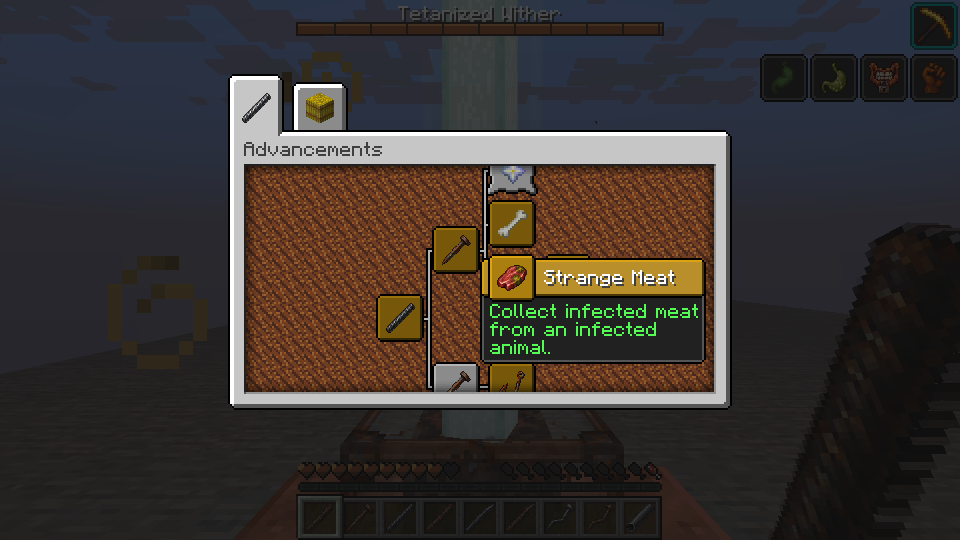 Tetanized Wither
Advancements
Strange Meat
Collect infected meat
from an infected
animal.